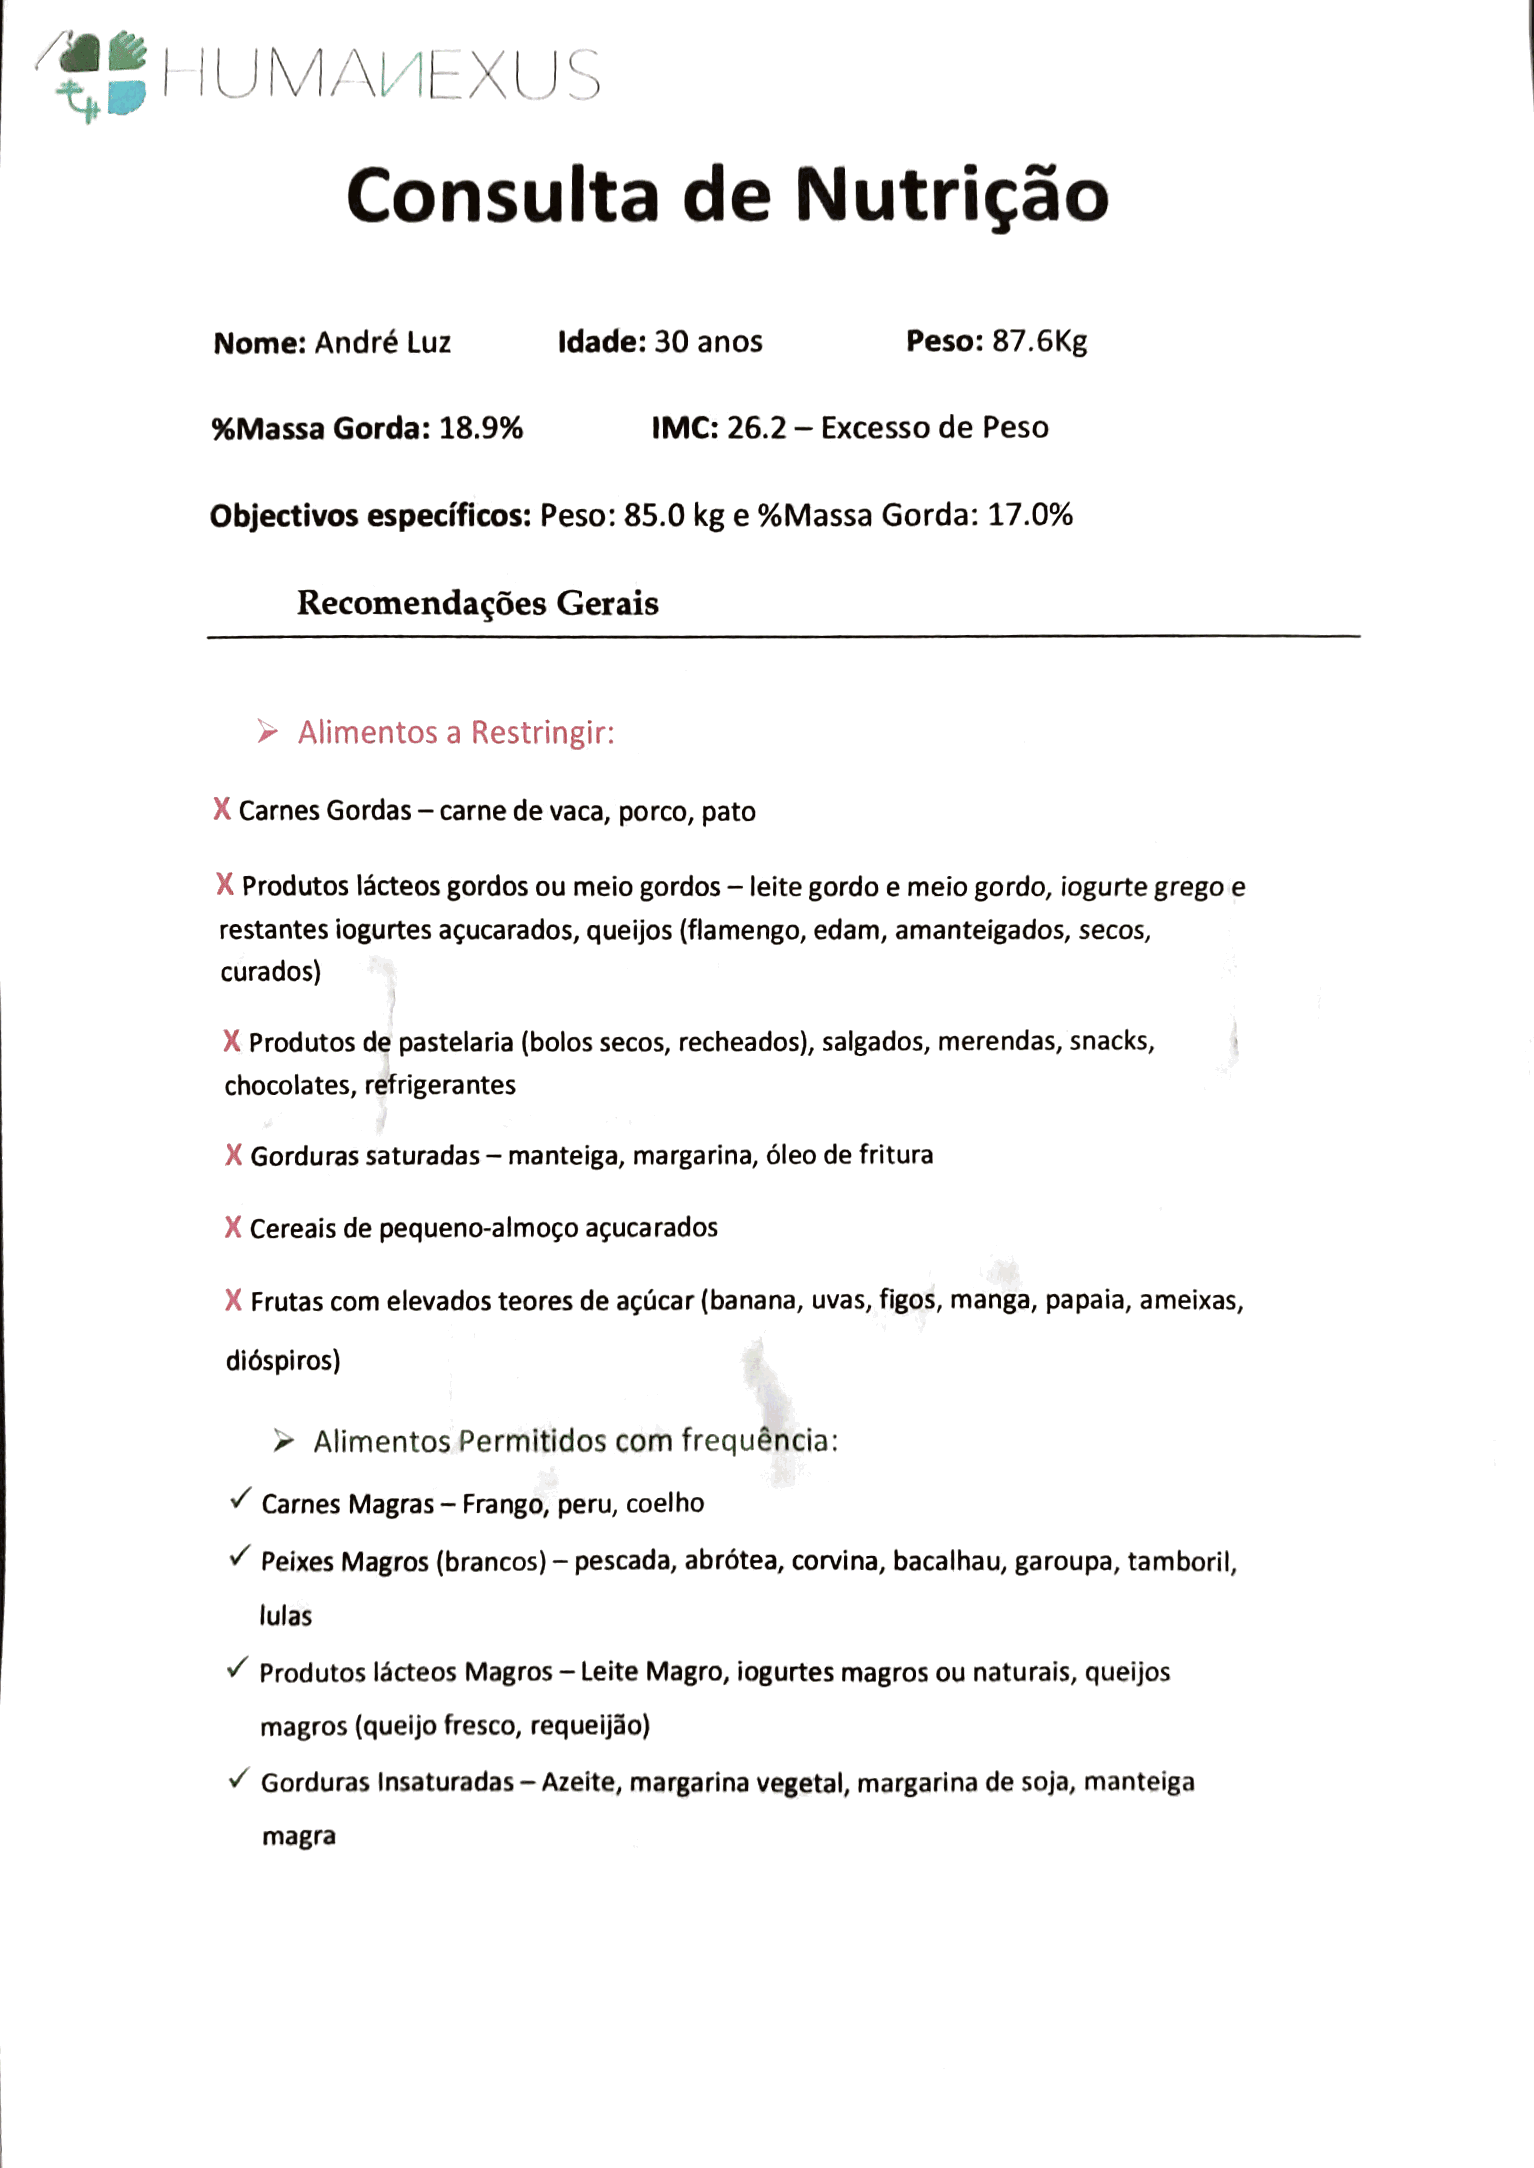 HUMANEXUS
Consulta de Nutrição
Nome: André Luz Idade: 30 anos Peso: 87.6Kg
%Massa Gorda: 18.9% IMC: 26.2 – Excesso de Peso
Objectivos específicos: Peso: 85.0 kg e %Massa Gorda: 17.0%
Recomendações Gerais
➢ Alimentos a Restringir:
X Carnes Gordas – carne de vaca, porco, pato
X Produtos lácteos gordos ou meio gordos – leite gordo e meio gordo, iogurte grego e
restantes iogurtes açucarados, queijos (flamengo, edam, amanteigados, secos,
curados)
X Produtos de pastelaria (bolos secos, recheados), salgados, merendas, snacks,
chocolates, refrigerantes
X Gorduras saturadas – manteiga, margarina, óleo de fritura
X Cereais de pequeno-almoço açucarados
X Frutas com elevados teores de açúcar (banana, uvas, figos, manga, papaia, ameixas,
dióspiros)
➢ Alimentos Permitidos com frequência:
✓ Carnes Magras – Frango, peru, coelho
✓ Peixes Magros (brancos) – pescada, abrótea, corvina, bacalhau, garoupa, tamboril,
lulas
✓ Produtos lácteos Magros – Leite Magro, iogurtes magros ou naturais, queijos
magros (queijo fresco, requeijão)
✓ Gorduras Insaturadas – Azeite, margarina vegetal, margarina de soja, manteiga
magra